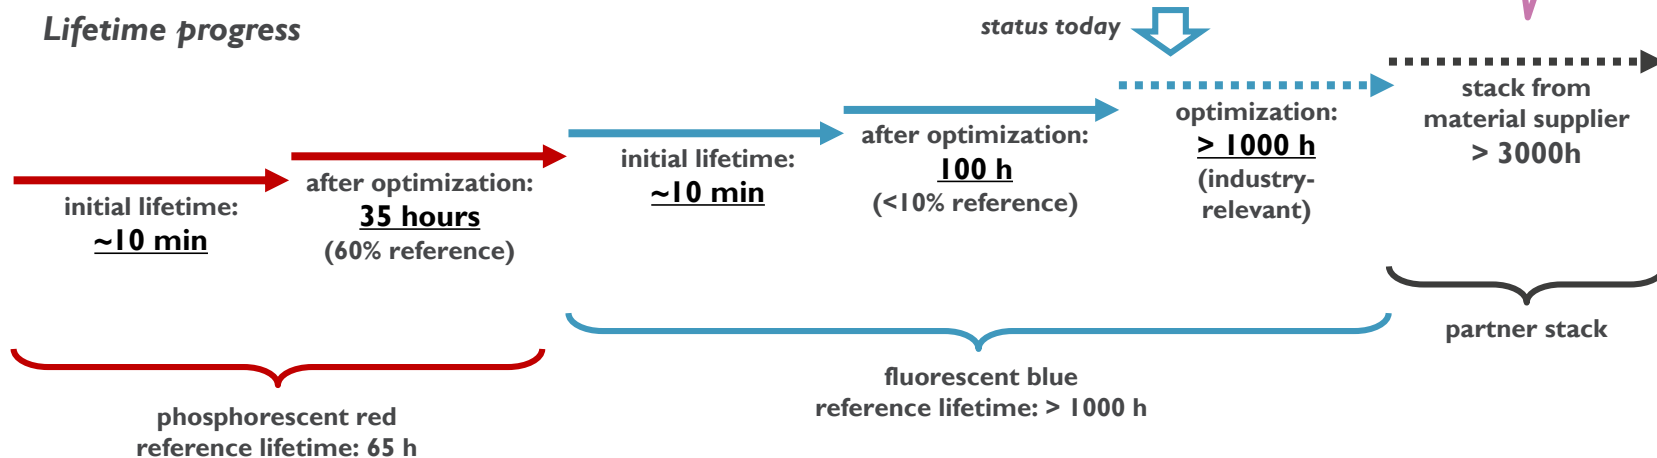 Lifetime progress
status today
initial lifetime:
~10 min
after optimization:
35 hours
(60% reference)
initial lifetime:
~10 min
after optimization:
100 h
(<10% reference)
optimization:
> 1000 h
(industry-
relevant)
stack from
material supplier
> 3000h
phosphorescent red
reference lifetime: 65 h
fluorescent blue
reference lifetime: > 1000 h
partner stack